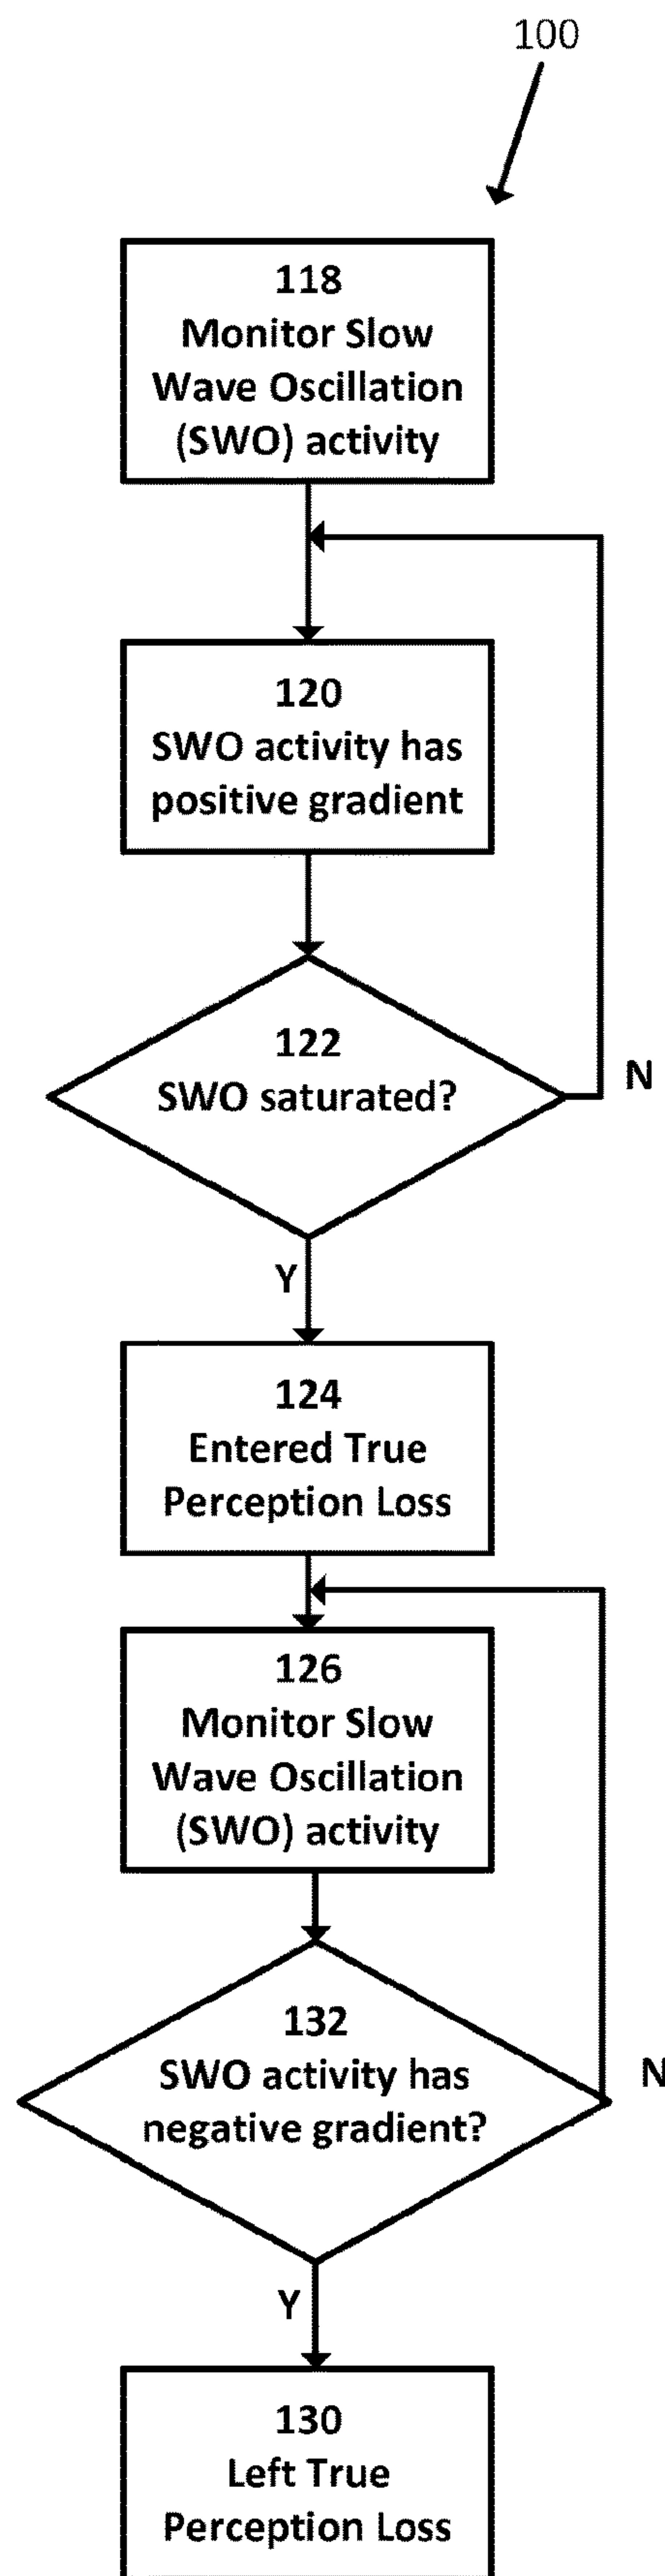 100
118
Monitor Slow
Wave Oscillation
(SWO) activity
120
SWO activity has
positive gradient
122
SWO saturated?
N
Y
124
Entered True
Perception Loss
126
Monitor Slow
Wave Oscillation
(SWO) activity
132
SWO activity has
negative gradient?
N
Y
130
Left True
Perception Loss